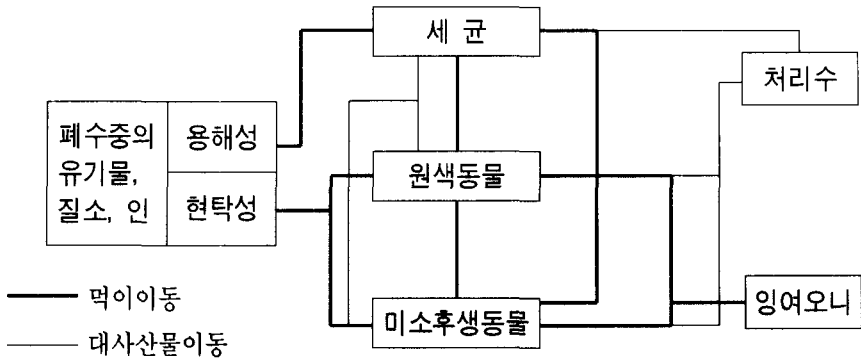 세 균
처리수
폐수중의
유기물,
질소, 인
용해성
현탁성
원색동물
미소후생동물
잉여오니
먹이이동
대사산물이동